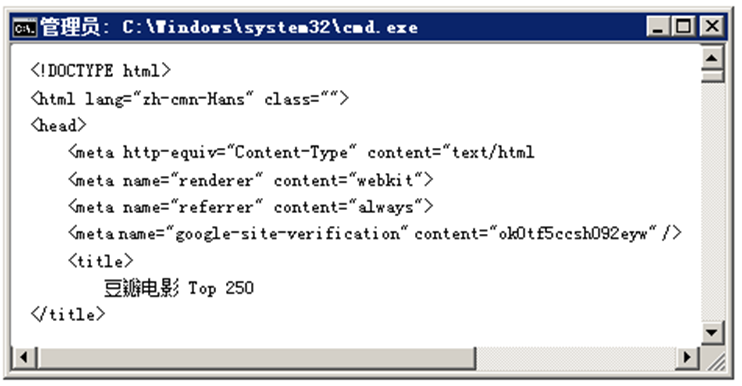 管理员: C:\Windows\system32\cmd.exe
<!DOCTYPE html>
<html lang="zh-cmn-Hans" class="">
<head>
<meta http-equiv="Content-Type" content="text/html
<meta name="renderer" content="webkit">
<meta name="referrer" content="always">
<meta name="google-site-verification" content="ok0tf5ccsh092eyw" />
<title>
豆瓣电影 Top 250
</title>